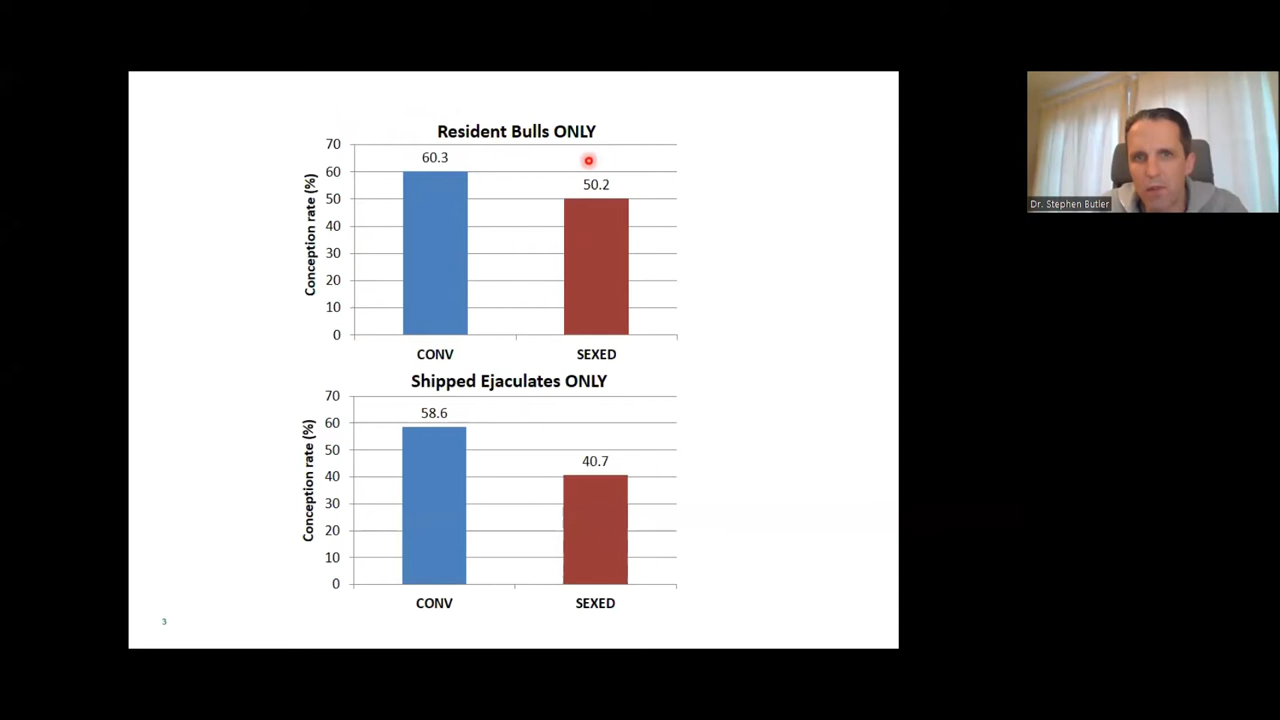 Resident Bulls ONLY
70
60
50
40
30
20
10
0
Conception rate (%)
60.3
50.2
CONV
SEXED
Shipped Ejaculates ONLY
70
60
50
40
30
20
10
0
Conception rate (%)
58.6
40.7
CONV
SEXED
3
Dr. Stephen Butler